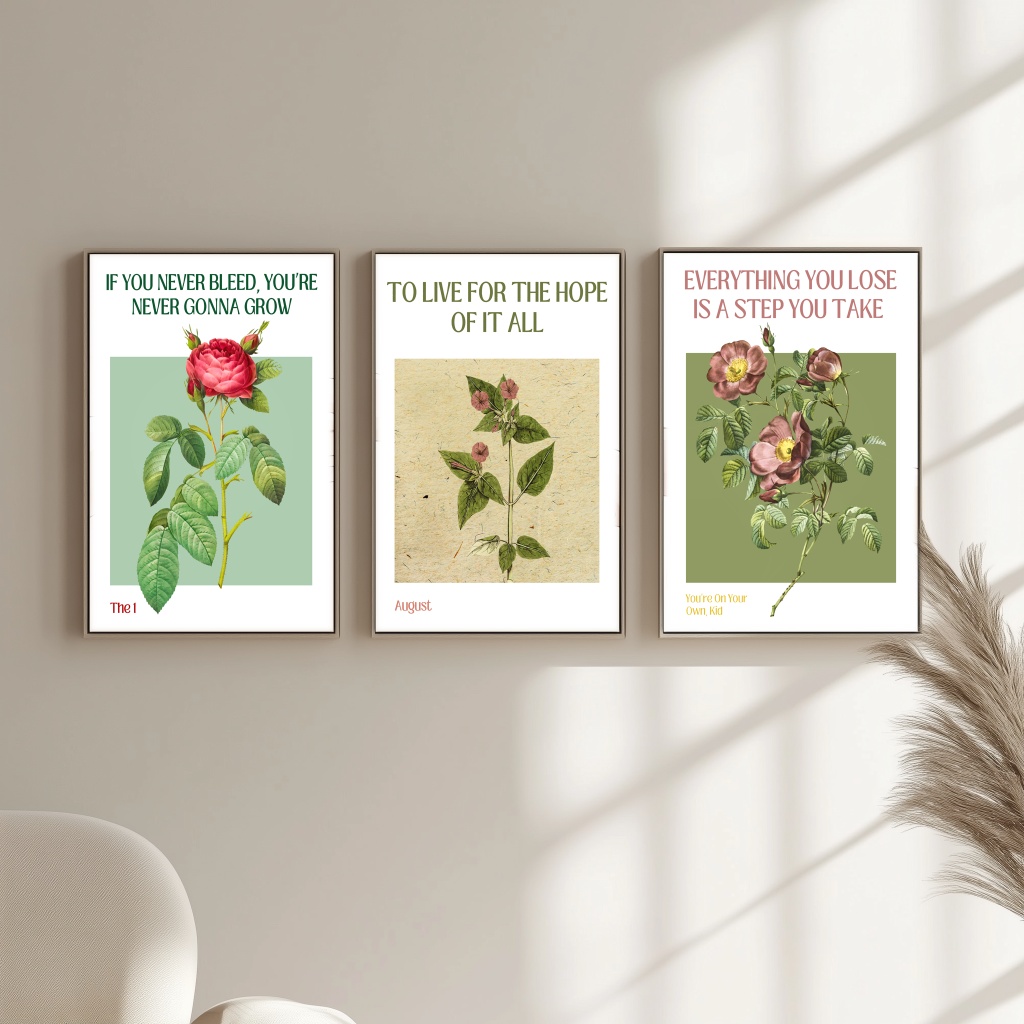 IF YOU NEVER BLEED, YOU'RE
NEVER GONNA GROW
The 1
TO LIVE FOR THE HOPE
OF IT ALL
August
EVERYTHING YOU LOSE
IS A STEP YOU TAKE
You're On Your
Own, Kid